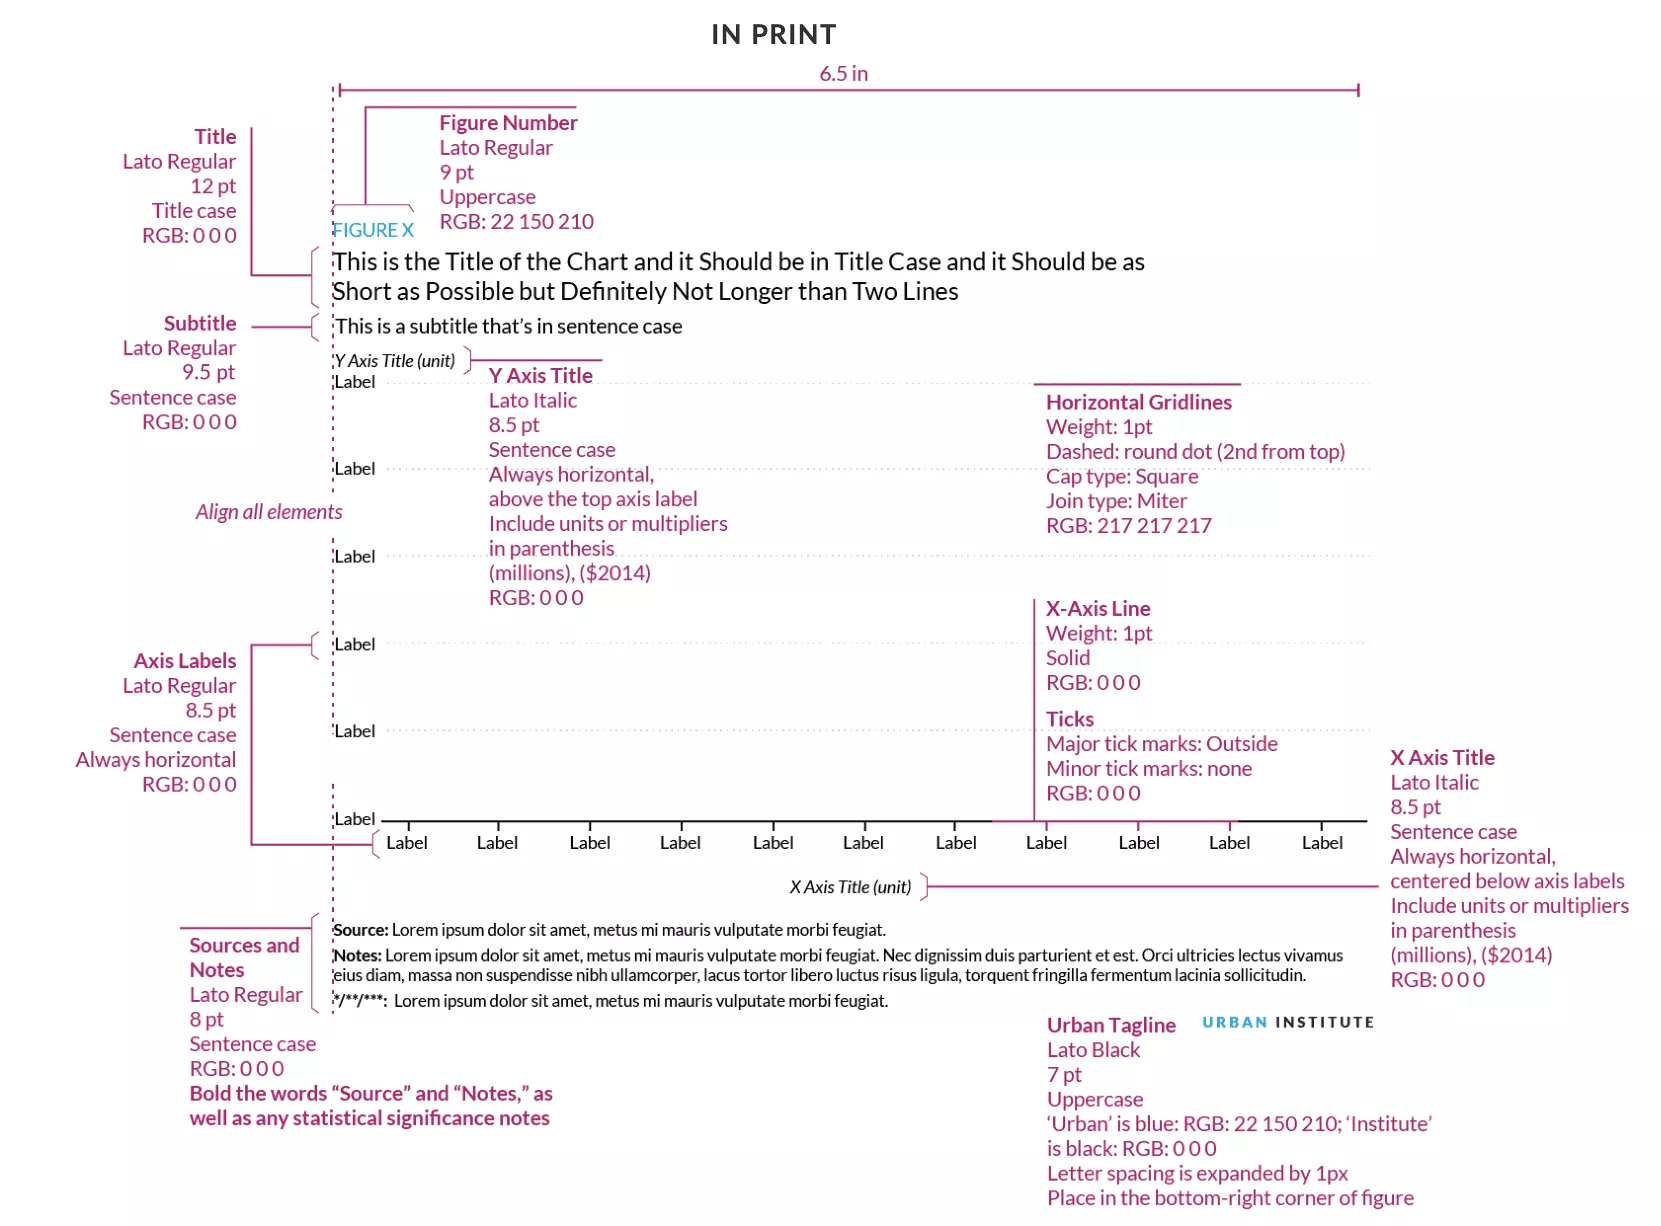 IN PRINT
6.5 in
Title
Lato Regular
12 pt
Title case
RGB: 0 0 0
Figure Number
Lato Regular
9 pt
Uppercase
RGB: 22 150 210
FIGURE X
This is the Title of the Chart and it Should be in Title Case and it Should be as
Short as Possible but Definitely Not Longer than Two Lines
Subtitle
Lato Regular
9.5 pt
Sentence case
RGB: 0 0 0
This is a subtitle that’s in sentence case
Y Axis Title (unit)
Y Axis Title
Lato Italic
8.5 pt
Sentence case
Always horizontal,
above the top axis label
Include units or multipliers
in parenthesis
(millions), ($2014)
RGB: 0 0 0
Horizontal Gridlines
Weight: 1pt
Dashed: round dot (2nd from top)
Cap type: Square
Join type: Miter
RGB: 217 217 217
Label
Label
Align all elements
Label
Label
Label
Label
Axis Labels
Lato Regular
8.5 pt
Sentence case
Always horizontal
RGB: 0 0 0
X-Axis Line
Weight: 1pt
Solid
RGB: 0 0 0
Ticks
Major tick marks: Outside
Minor tick marks: none
RGB: 0 0 0
Label Label Label Label Label Label Label Label Label Label Label
X Axis Title (unit)
X Axis Title
Lato Italic
8.5 pt
Sentence case
Always horizontal,
centered below axis labels
Include units or multipliers
in parenthesis
(millions), ($2014)
RGB: 0 0 0
Source: Lorem ipsum dolor sit amet, metus mi mauris vulputate morbi feugiat.
Notes: Lorem ipsum dolor sit amet, metus mi mauris vulputate morbi feugiat. Nec dignissim duis parturient et est. Orci ultricies lectus vivamus
eius diam, massa non suspendisse nibh ullamcorper, lacus tortor libero luctus risus ligula, torquent fringilla fermentum lacinia sollicitudin.
*/**/***: Lorem ipsum dolor sit amet, metus mi mauris vulputate morbi feugiat.
Sources and
Notes
Lato Regular
8 pt
Sentence case
RGB: 0 0 0
Bold the words “Source” and “Notes,” as
well as any statistical significance notes
URBAN INSTITUTE
Urban Tagline
Lato Black
7 pt
Uppercase
‘Urban’ is blue: RGB: 22 150 210; ‘Institute’
is black: RGB: 0 0 0
Letter spacing is expanded by 1px
Place in the bottom-right corner of figure